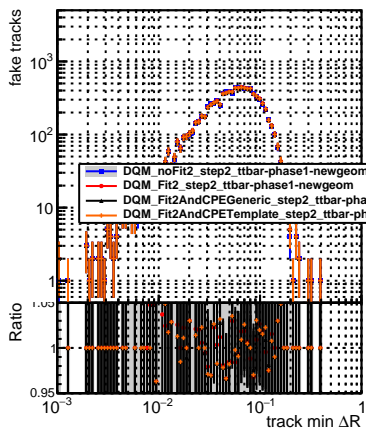 fake tracks
10³
10²
10
1
DQM_noFit2_step2_ttbar-phase1-newgeom
DQM_Fit2_step2_ttbar-phase1-newgeom
DQM_Fit2AndCPEGeneric_step2_ttbar-pha
DQM_Fit2AndCPETemplate_step2_ttbar-ph
Ratio
1.05
1
0.95
10⁻³ 10⁻² 10⁻¹ 1
track min ΔR